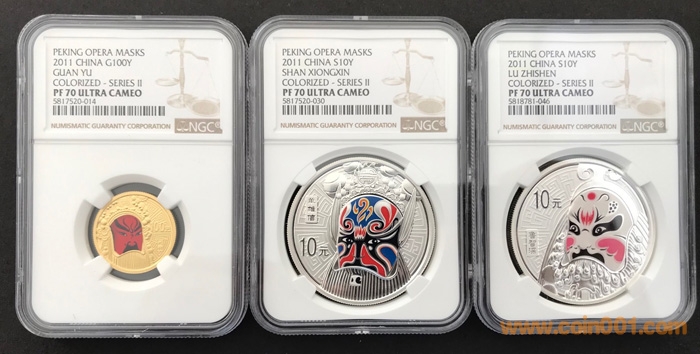 PEKING OPERA MASKS
2011 CHINA G100Y
GUAN YU
COLORIZED - SERIES II
PF 70 ULTRA CAMEO
5817520-014
NUMISMATIC GUARANTY CORPORATION
NGC
PEKING OPERA MASKS
2011 CHINA S10Y
SHAN XIONGXIN
COLORIZED - SERIES II
PF 70 ULTRA CAMEO
5817520-030
NUMISMATIC GUARANTY CORPORATION
NGC
10元
PEKING OPERA MASKS
2011 CHINA S10Y
LU ZHISHEN
COLORIZED - SERIES II
PF 70 ULTRA CAMEO
5818781-046
NUMISMATIC GUARANTY CORPORATION
NGC
10元
www.coin001.com